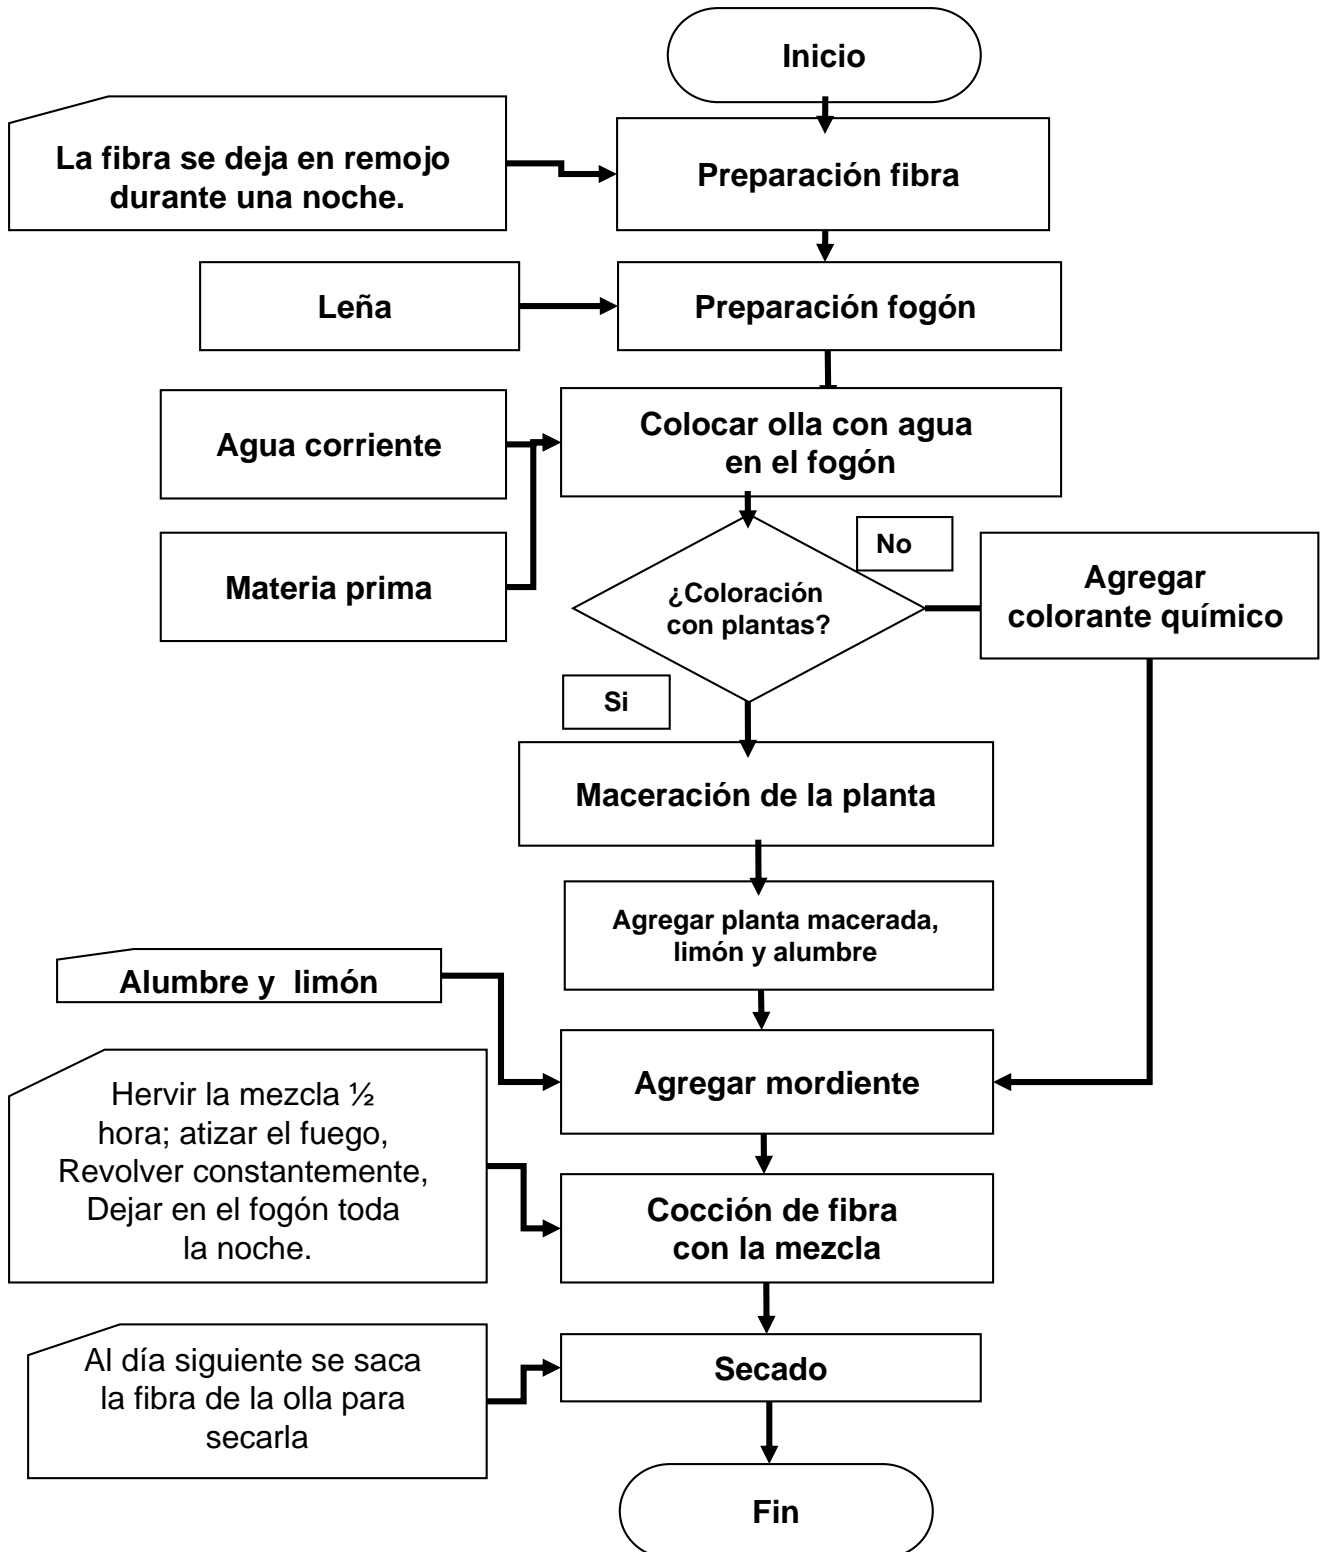 Inicio
La fibra se deja en remojo
durante una noche.
Preparación fibra
Leña
Preparación fogón
Agua corriente
Colocar olla con agua
en el fogón
Materia prima
¿Coloración
con plantas?
No
Agregar
colorante químico
Si
Maceración de la planta
Agregar planta macerada,
limón y alumbre
Alumbre y  limón
Agregar mordiente
Hervir la mezcla ½
hora; atizar el fuego,
Revolver constantemente,
Dejar en el fogón toda
la noche.
Cocción de fibra
con la mezcla
Al día siguiente se saca
la fibra de la olla para
secarla
Secado
Fin